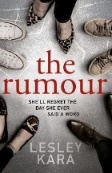 the
rumour
SHE'LL REGRET THE
DAY SHE EVER
SAID A WORD
LESLEY
KARA